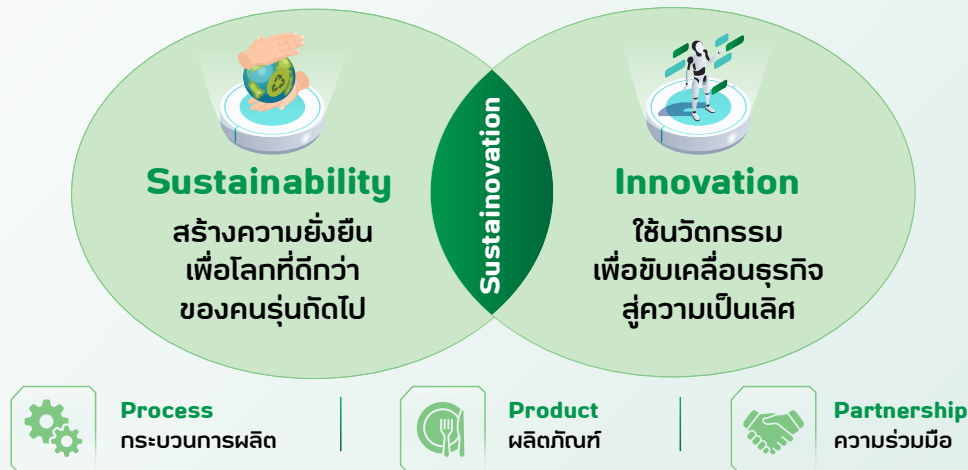 Sustainability
สร้างความยั่งยืน
เพื่อโลกที่ดีกว่า
ของคนรุ่นถัดไป
Sustainovation
Innovation
ใช้นวัตกรรม
เพื่อขับเคลื่อนธุรกิจ
สู่ความเป็นเลิศ
Process
กระบวนการผลิต
Product
ผลิตภัณฑ์
Partnership
ความร่วมมือ